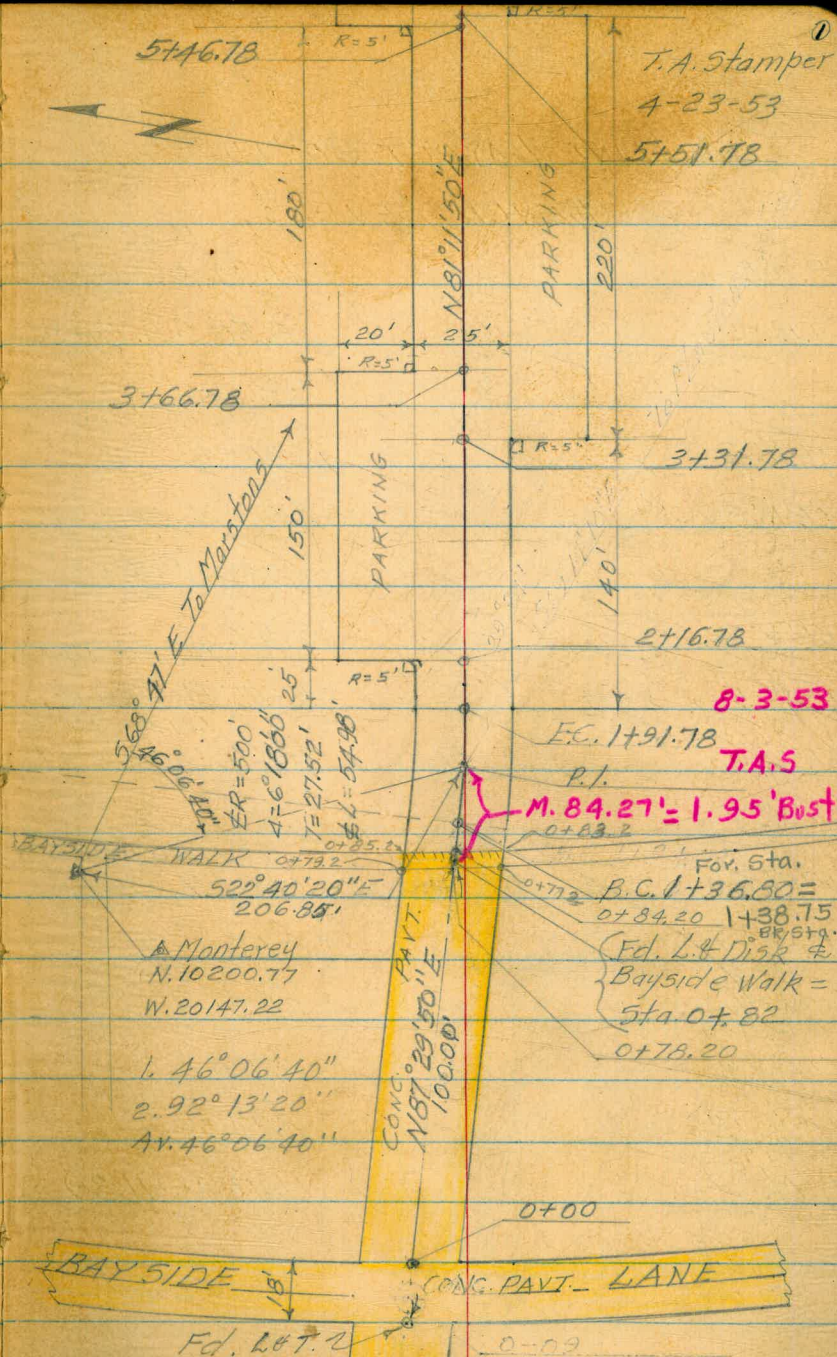 1
R=5'
R=5'
5+46.78
T.A. Stamper
4-23-53
5+51.78
180'
N81°11'50"E
PARKING
220'
20' 25'
R=5'
3+66.78
R=5'
3+31.78
S68° 47' E To Marstons
150'
PARKING
140'
2+16.78
R=5'
25'
8-3-53
E.C. 1+91.78
T.A.S
P.I.
M. 84.27' = 1.95' Bust
46°06'40"
℄R=500'
Δ=6°18'00"
T=27.52'
℄L=54.98'
BAYSIDE WALK
0+79.2
0+85.2
0+83.2
0+77.2
For. Sta.
B.C. 1+36.80=
0+84.20 1+38.75
BK. Sta.
S22°40'20"E
206.85'
Fd. L.& Disk ℄
Bayside Walk =
Sta. 0+82
0+78.20
△ Monterey
N.10200.77
W.20147.22
CONC. PAVT.
N87°29'50"E
100.00'
1. 46°06'40"
2. 92°13'20"
Av. 46°06'40"
0+00
BAYSIDE CONC. PAVT. LANE
18'
Fd. L&T.
0-09